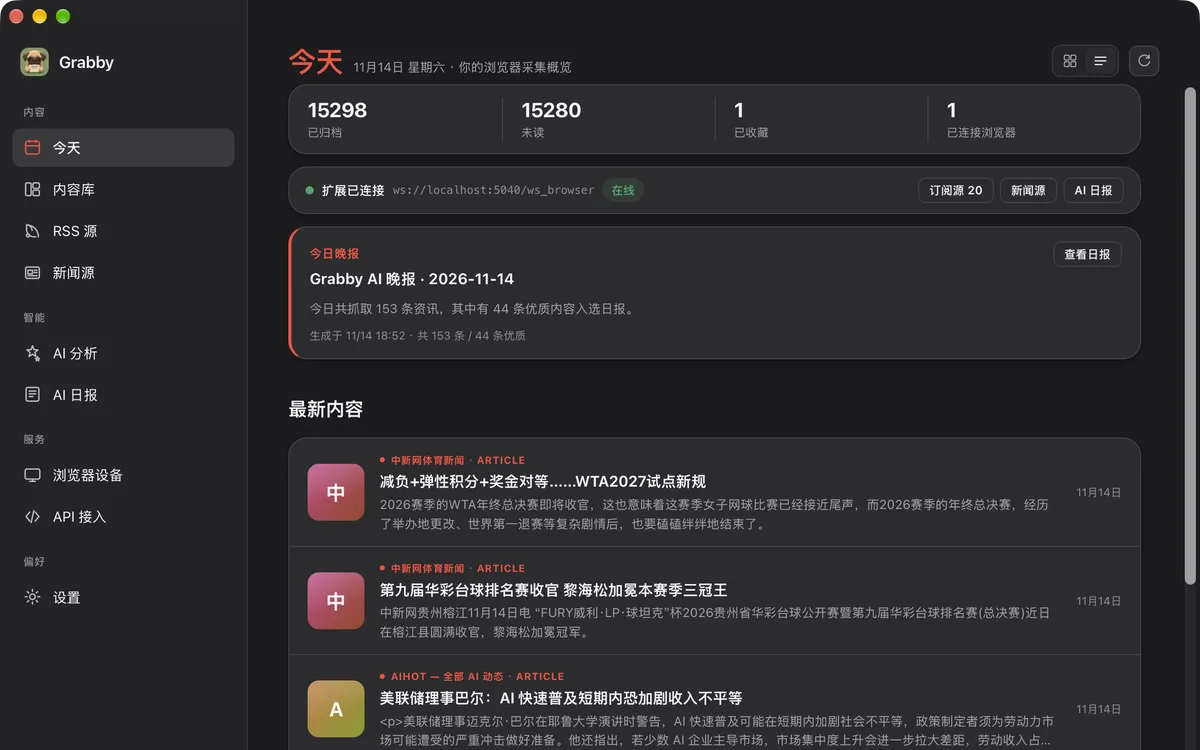 Grabby
内容
今天
内容库
RSS 源
新闻源
智能
AI 分析
AI 日报
服务
浏览器设备
API 接入
偏好
设置
今天 11月14日 星期六 · 你的浏览器采集概览
15298
已归档
15280
未读
1
已收藏
1
已连接浏览器
扩展已连接 ws://localhost:5040/ws_browser 在线 订阅源 20 新闻源 AI 日报
今日晚报
查看日报
Grabby AI 晚报 · 2026-11-14
今日共抓取 153 条资讯，其中有 44 条优质内容入选日报。
生成于 11/14 18:52 · 共 153 条 / 44 条优质
最新内容
中
中新网体育新闻 · ARTICLE
减负+弹性积分+奖金对等……WTA2027试点新规
2026赛季的WTA年终总决赛即将收官，这也意味着这赛季女子网球比赛已经接近尾声，而2026赛季的年终总决赛，经历
了举办地更改、世界第一退赛等复杂剧情后，也要磕磕绊绊地结束了。
11月14日
中
中新网体育新闻 · ARTICLE
第九届华彩台球排名赛收官 黎海松加冕本赛季三冠王
中新网贵州榕江11月14日电 “FURY威利·LP·球坦克”杯2026贵州省华彩台球公开赛暨第九届华彩台球排名赛(总决赛)近日
在榕江县圆满收官，黎海松加冕冠军。
11月14日
A
AIHOT — 全部 AI 动态 · ARTICLE
美联储理事巴尔：AI 快速普及短期内恐加剧收入不平等
<p>美联储理事迈克尔·巴尔在耶鲁大学演讲时警告，AI 快速普及可能在短期内加剧社会不平等，政策制定者须为劳动力市
场可能遭受的严重冲击做好准备。他还指出，若少数 AI 企业主导市场，市场集中度上升会进一步拉大差距，劳动收入占…
11月14日